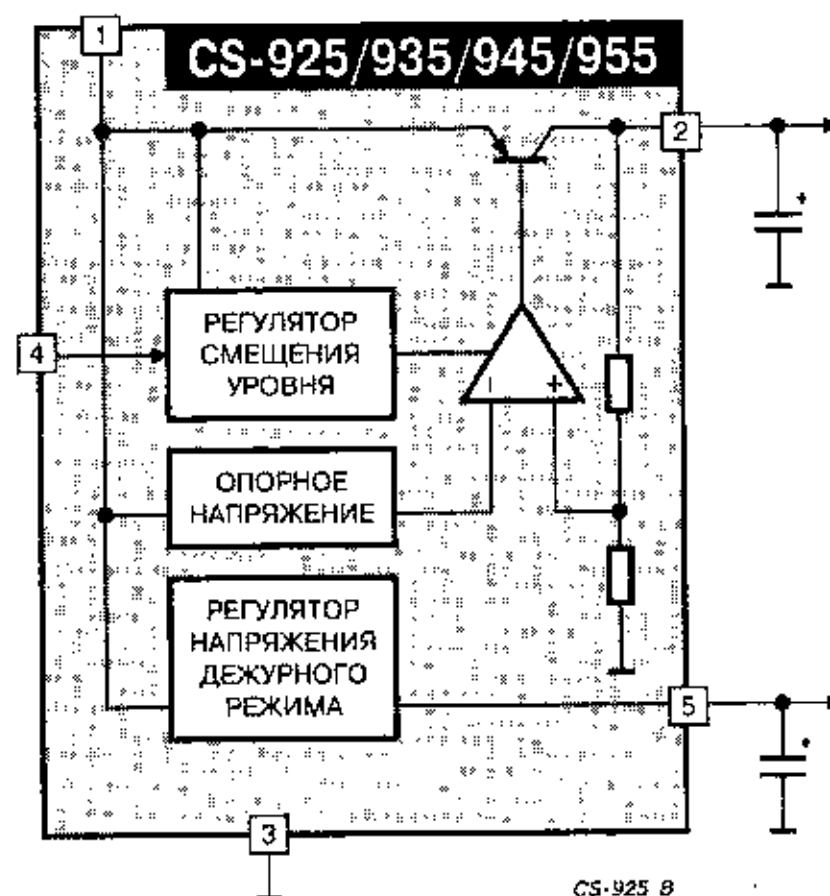 1
CS-925/935/945/955
2
+
РЕГУЛЯТОР
СМЕЩЕНИЯ
УРОВНЯ
4
- +
ОПОРНОЕ
НАПРЯЖЕНИЕ
РЕГУЛЯТОР
НАПРЯЖЕНИЯ
ДЕЖУРНОГО
РЕЖИМА
5
+
3
CS-925_B